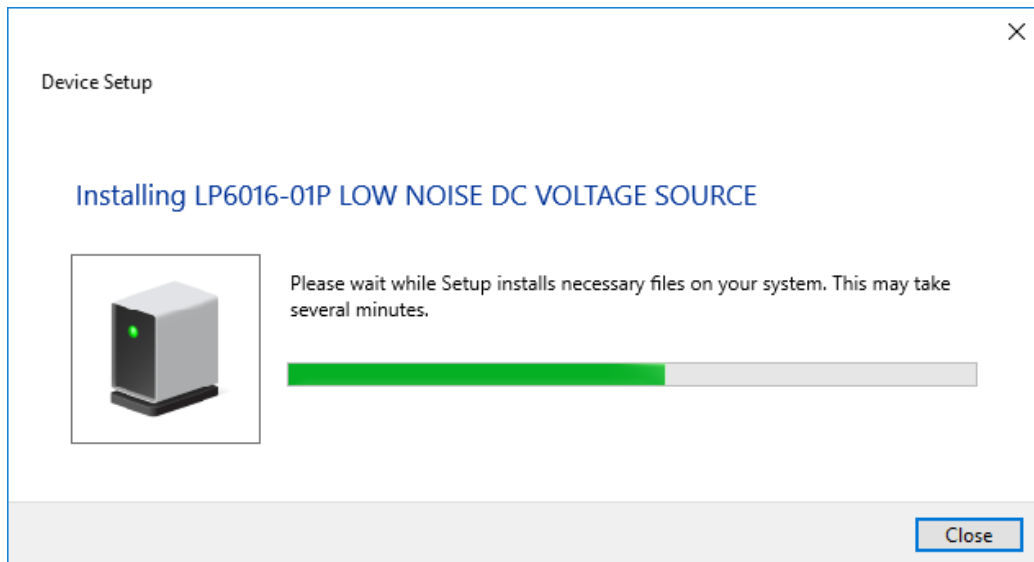 Device Setup
Installing LP6016-01P LOW NOISE DC VOLTAGE SOURCE
Please wait while Setup installs necessary files on your system. This may take
several minutes.
Close